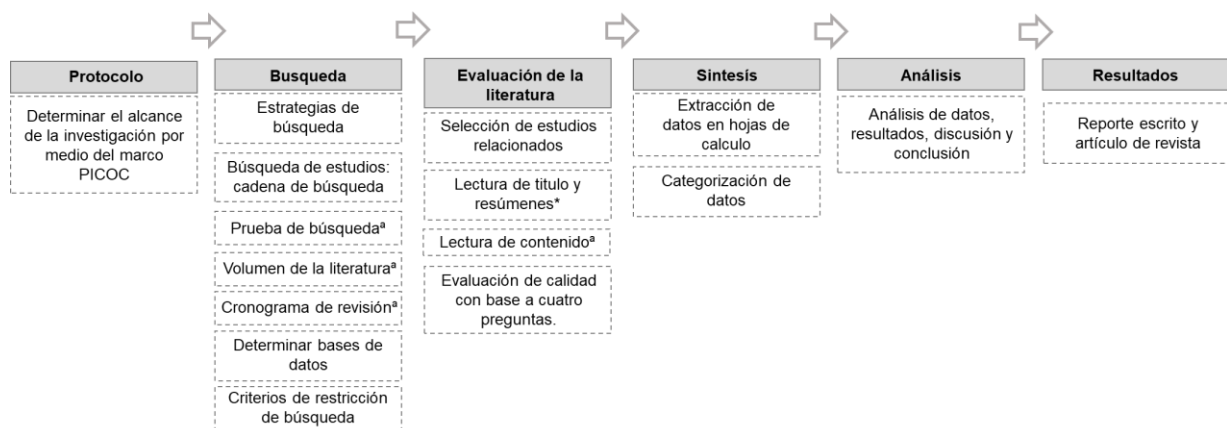 Protocolo
Determinar el alcance
de la investigación por
medio del marco
PICOC
Busqueda
Estrategias de
búsqueda
Búsqueda de estudios:
cadena de búsqueda
Prueba de búsquedaª
Volumen de la literaturaª
Cronograma de revisiónª
Determinar bases de
datos
Criterios de restricción
de búsqueda
Evaluación de la
literatura
Selección de estudios
relacionados
Lectura de titulo y
resúmenes*
Lectura de contenidoª
Evaluación de calidad
con base a cuatro
preguntas.
Sintesís
Extracción de
datos en hojas de
calculo
Categorización de
datos
Análisis
Análisis de datos,
resultados, discusión y
conclusión
Resultados
Reporte escrito y
artículo de revista